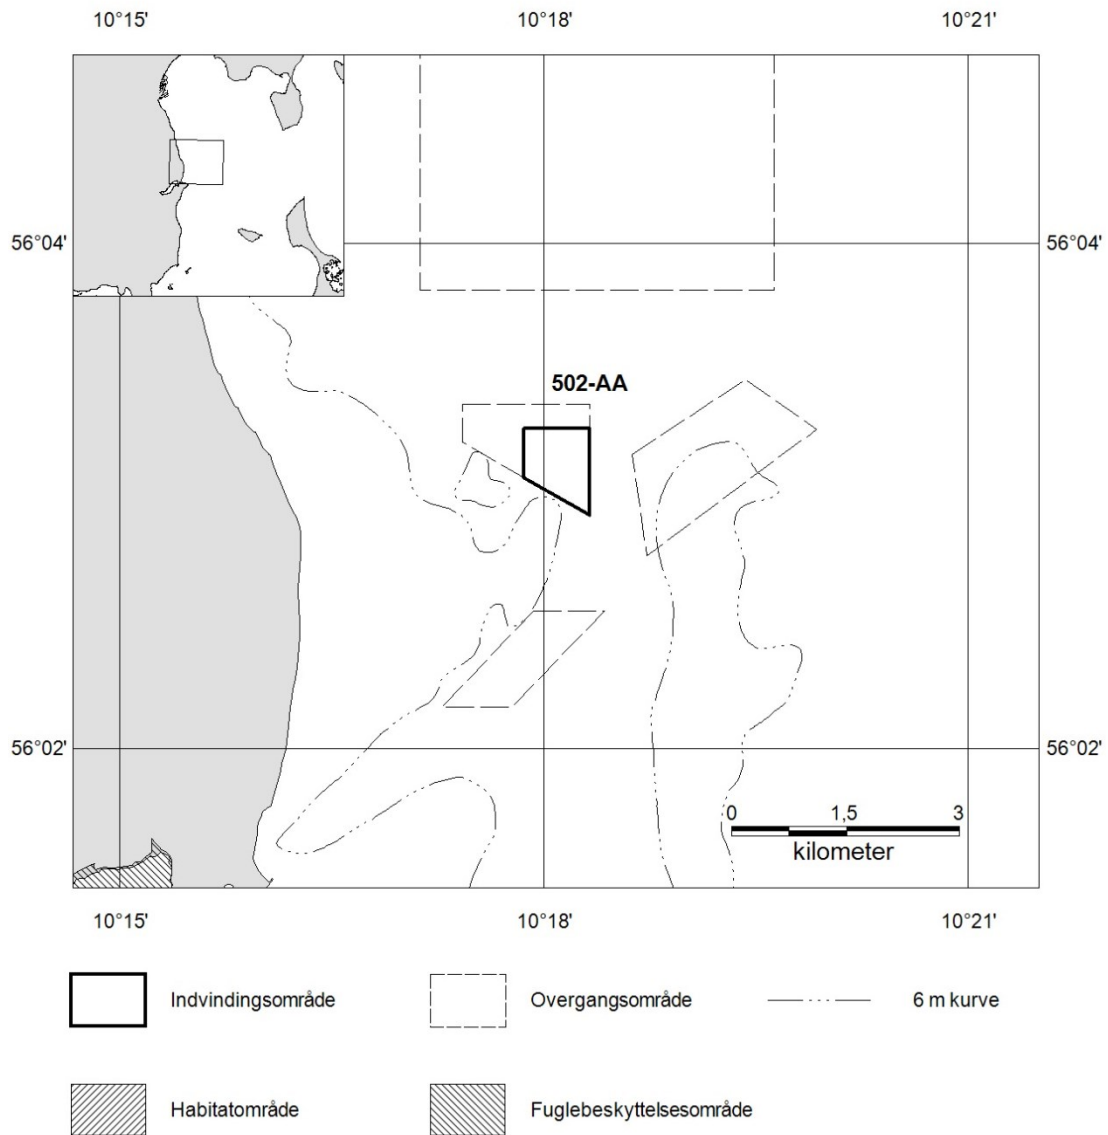 10°15' 10°18' 10°21'
56°04' 56°04'
502-AA
56°02' 56°02'
0 1,5 3
kilometer
10°15' 10°18' 10°21'
Indvindingsområde Overgangsområde 6 m kurve
Habitatområde Fuglebeskyttelsesområde